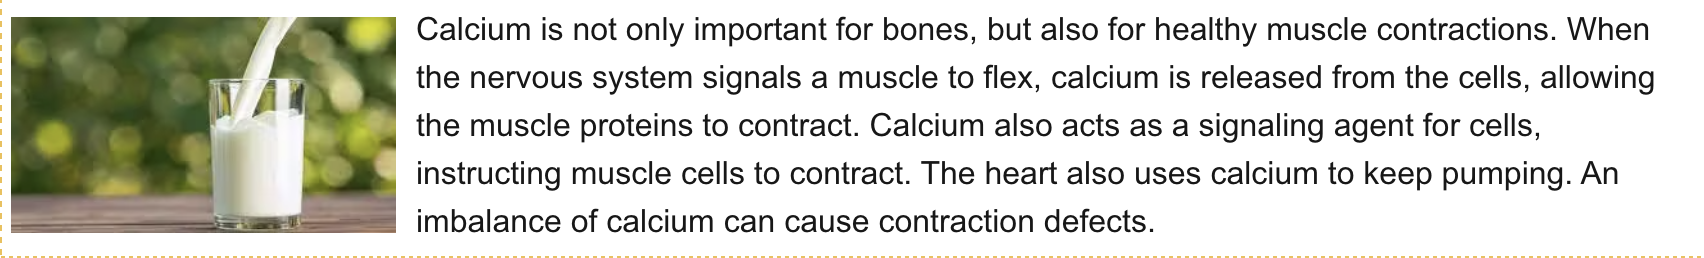 Calcium is not only important for bones, but also for healthy muscle contractions. When
the nervous system signals a muscle to flex, calcium is released from the cells, allowing
the muscle proteins to contract. Calcium also acts as a signaling agent for cells,
instructing muscle cells to contract. The heart also uses calcium to keep pumping. An
imbalance of calcium can cause contraction defects.